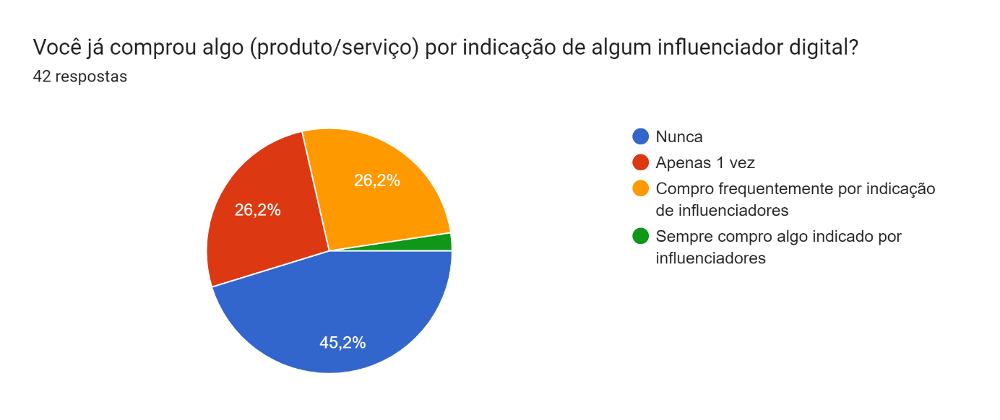 Você já comprou algo (produto/serviço) por indicação de algum influenciador digital?
42 respostas
26,2%
26,2%
45,2%
Nunca
Apenas 1 vez
Compro frequentemente por indicação
de influenciadores
Sempre compro algo indicado por
influenciadores